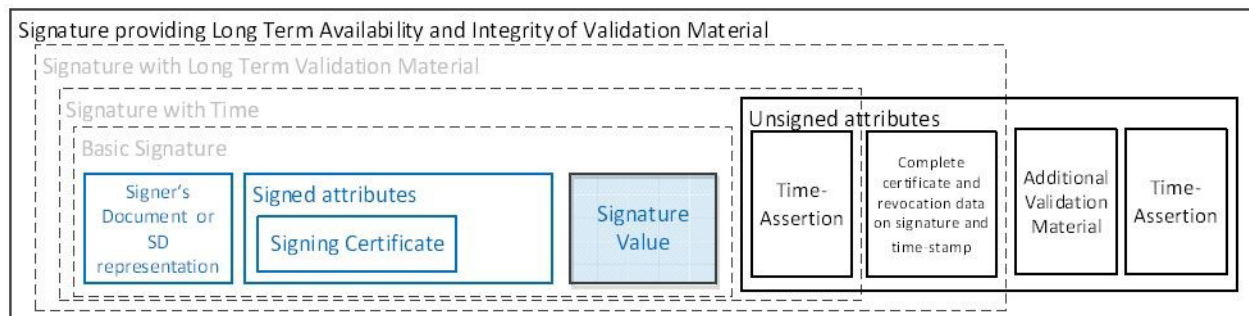 Signature providing Long Term Availability and Integrity of Validation Material
Signature with Long Term Validation Material
Signature with Time
Basic Signature
Signer's
Document or
SD
representation
Signed attributes
Signing Certificate
Signature
Value
Unsigned attributes
Time-
Assertion
Complete
certificate and
revocation data
on signature and
time-stamp
Additional
Validation
Material
Time-
Assertion